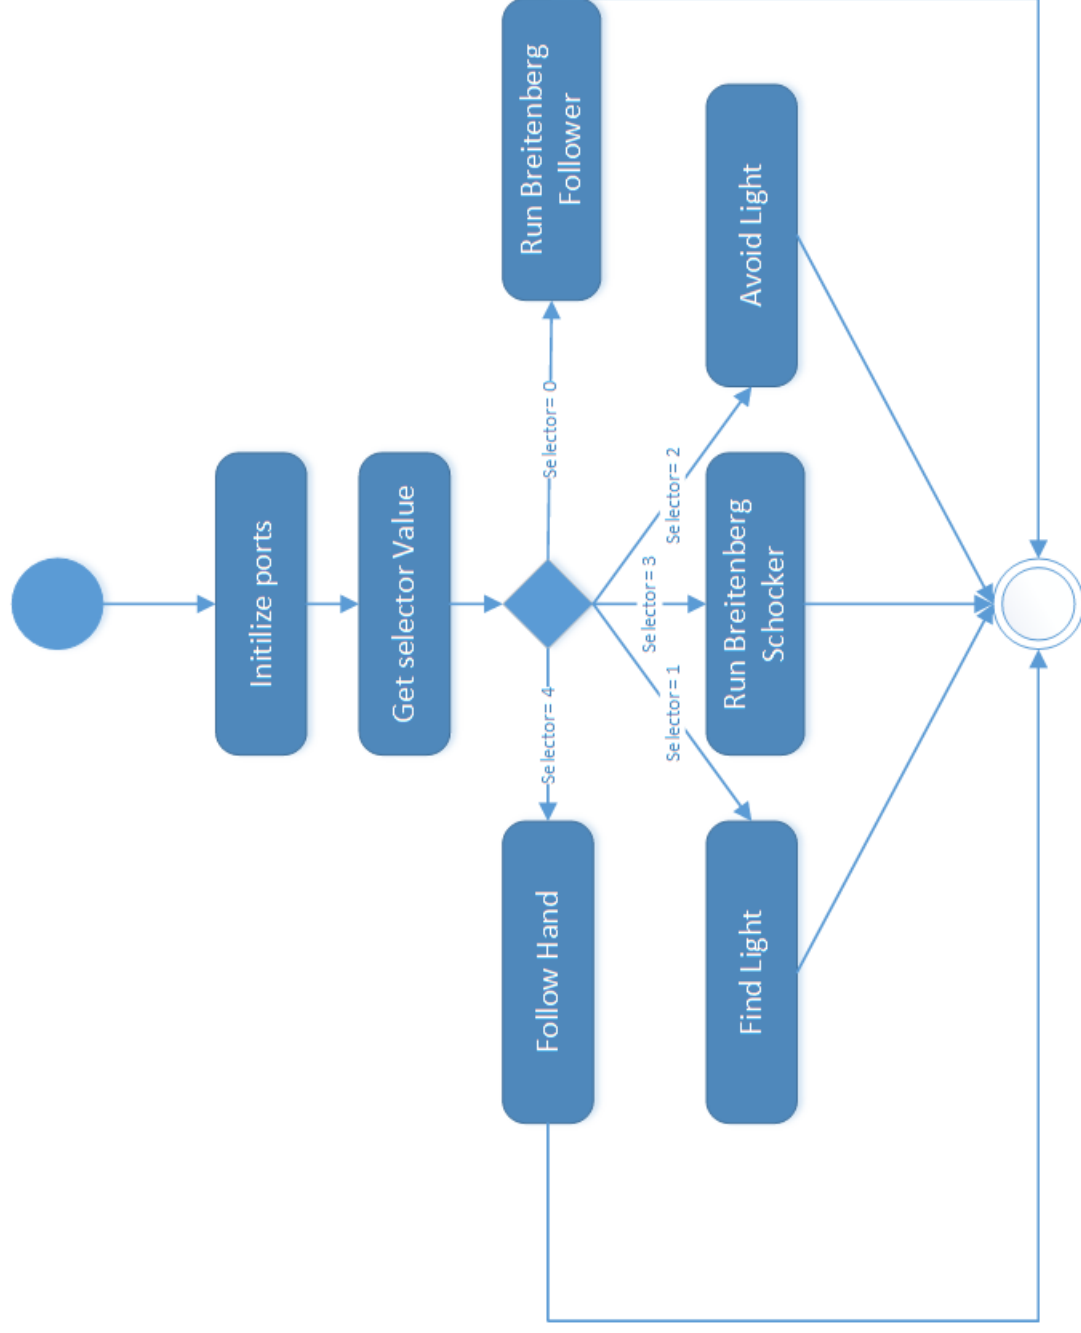 Initilize ports
Get selector Value
Selector= 4
Selector= 0
Follow Hand
Run Breitenberg
Follower
Selector= 1
Selector= 3
Selector= 2
Find Light
Run Breitenberg
Schocker
Avoid Light